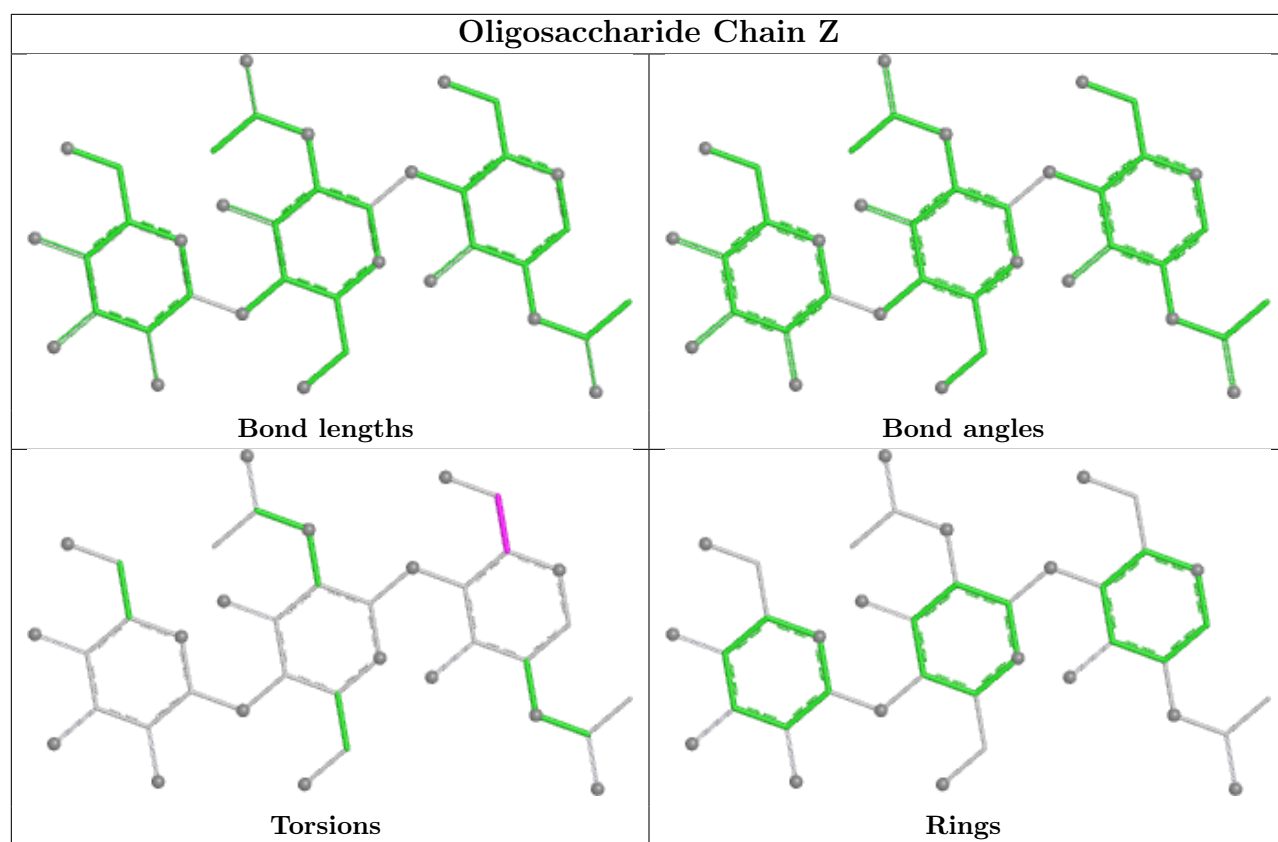 Oligosaccharide Chain Z
Bond lengths
Bond angles
Torsions
Rings